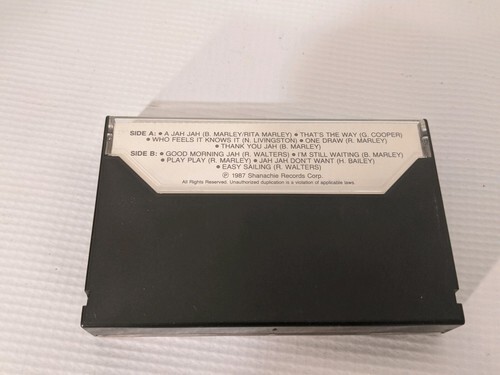 SIDE A: • A JAH JAH (B. MARLEY/RITA MARLEY) • THAT'S THE WAY (G. COOPER)
• WHO FEELS IT KNOWS IT (N. LIVINGSTON) • ONE DRAW (R. MARLEY)
• THANK YOU JAH (B. MARLEY)
SIDE B: • GOOD MORNING JAH (R. WALTERS) • I'M STILL WAITING (B. MARLEY)
• PLAY PLAY (R. MARLEY) • JAH JAH DON'T WANT (H. BAILEY)
• EASY SAILING (R. WALTERS)
℗ 1987 Shanachie Records Corp.
All Rights Reserved. Unauthorized duplication is a violation of applicable laws.